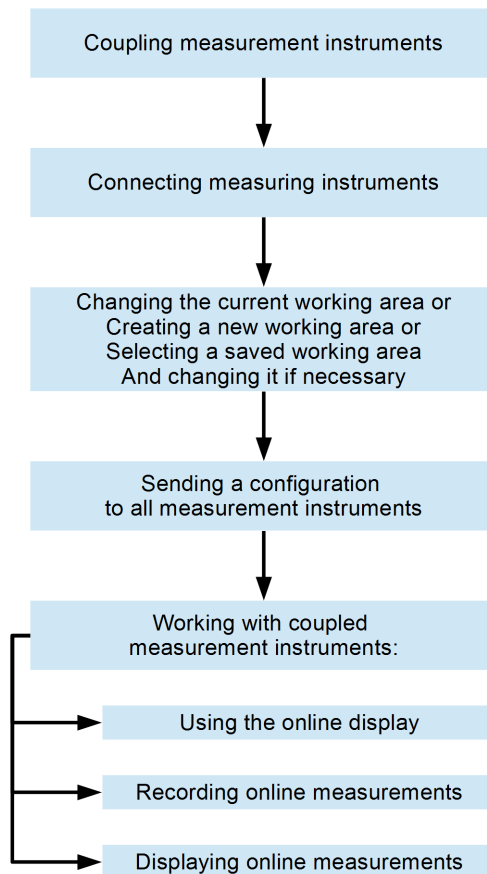 Coupling measurement instruments
Connecting measuring instruments
Changing the current working area or
Creating a new working area or
Selecting a saved working area
And changing it if necessary
Sending a configuration
to all measurement instruments
Working with coupled
measurement instruments:
Using the online display
Recording online measurements
Displaying online measurements